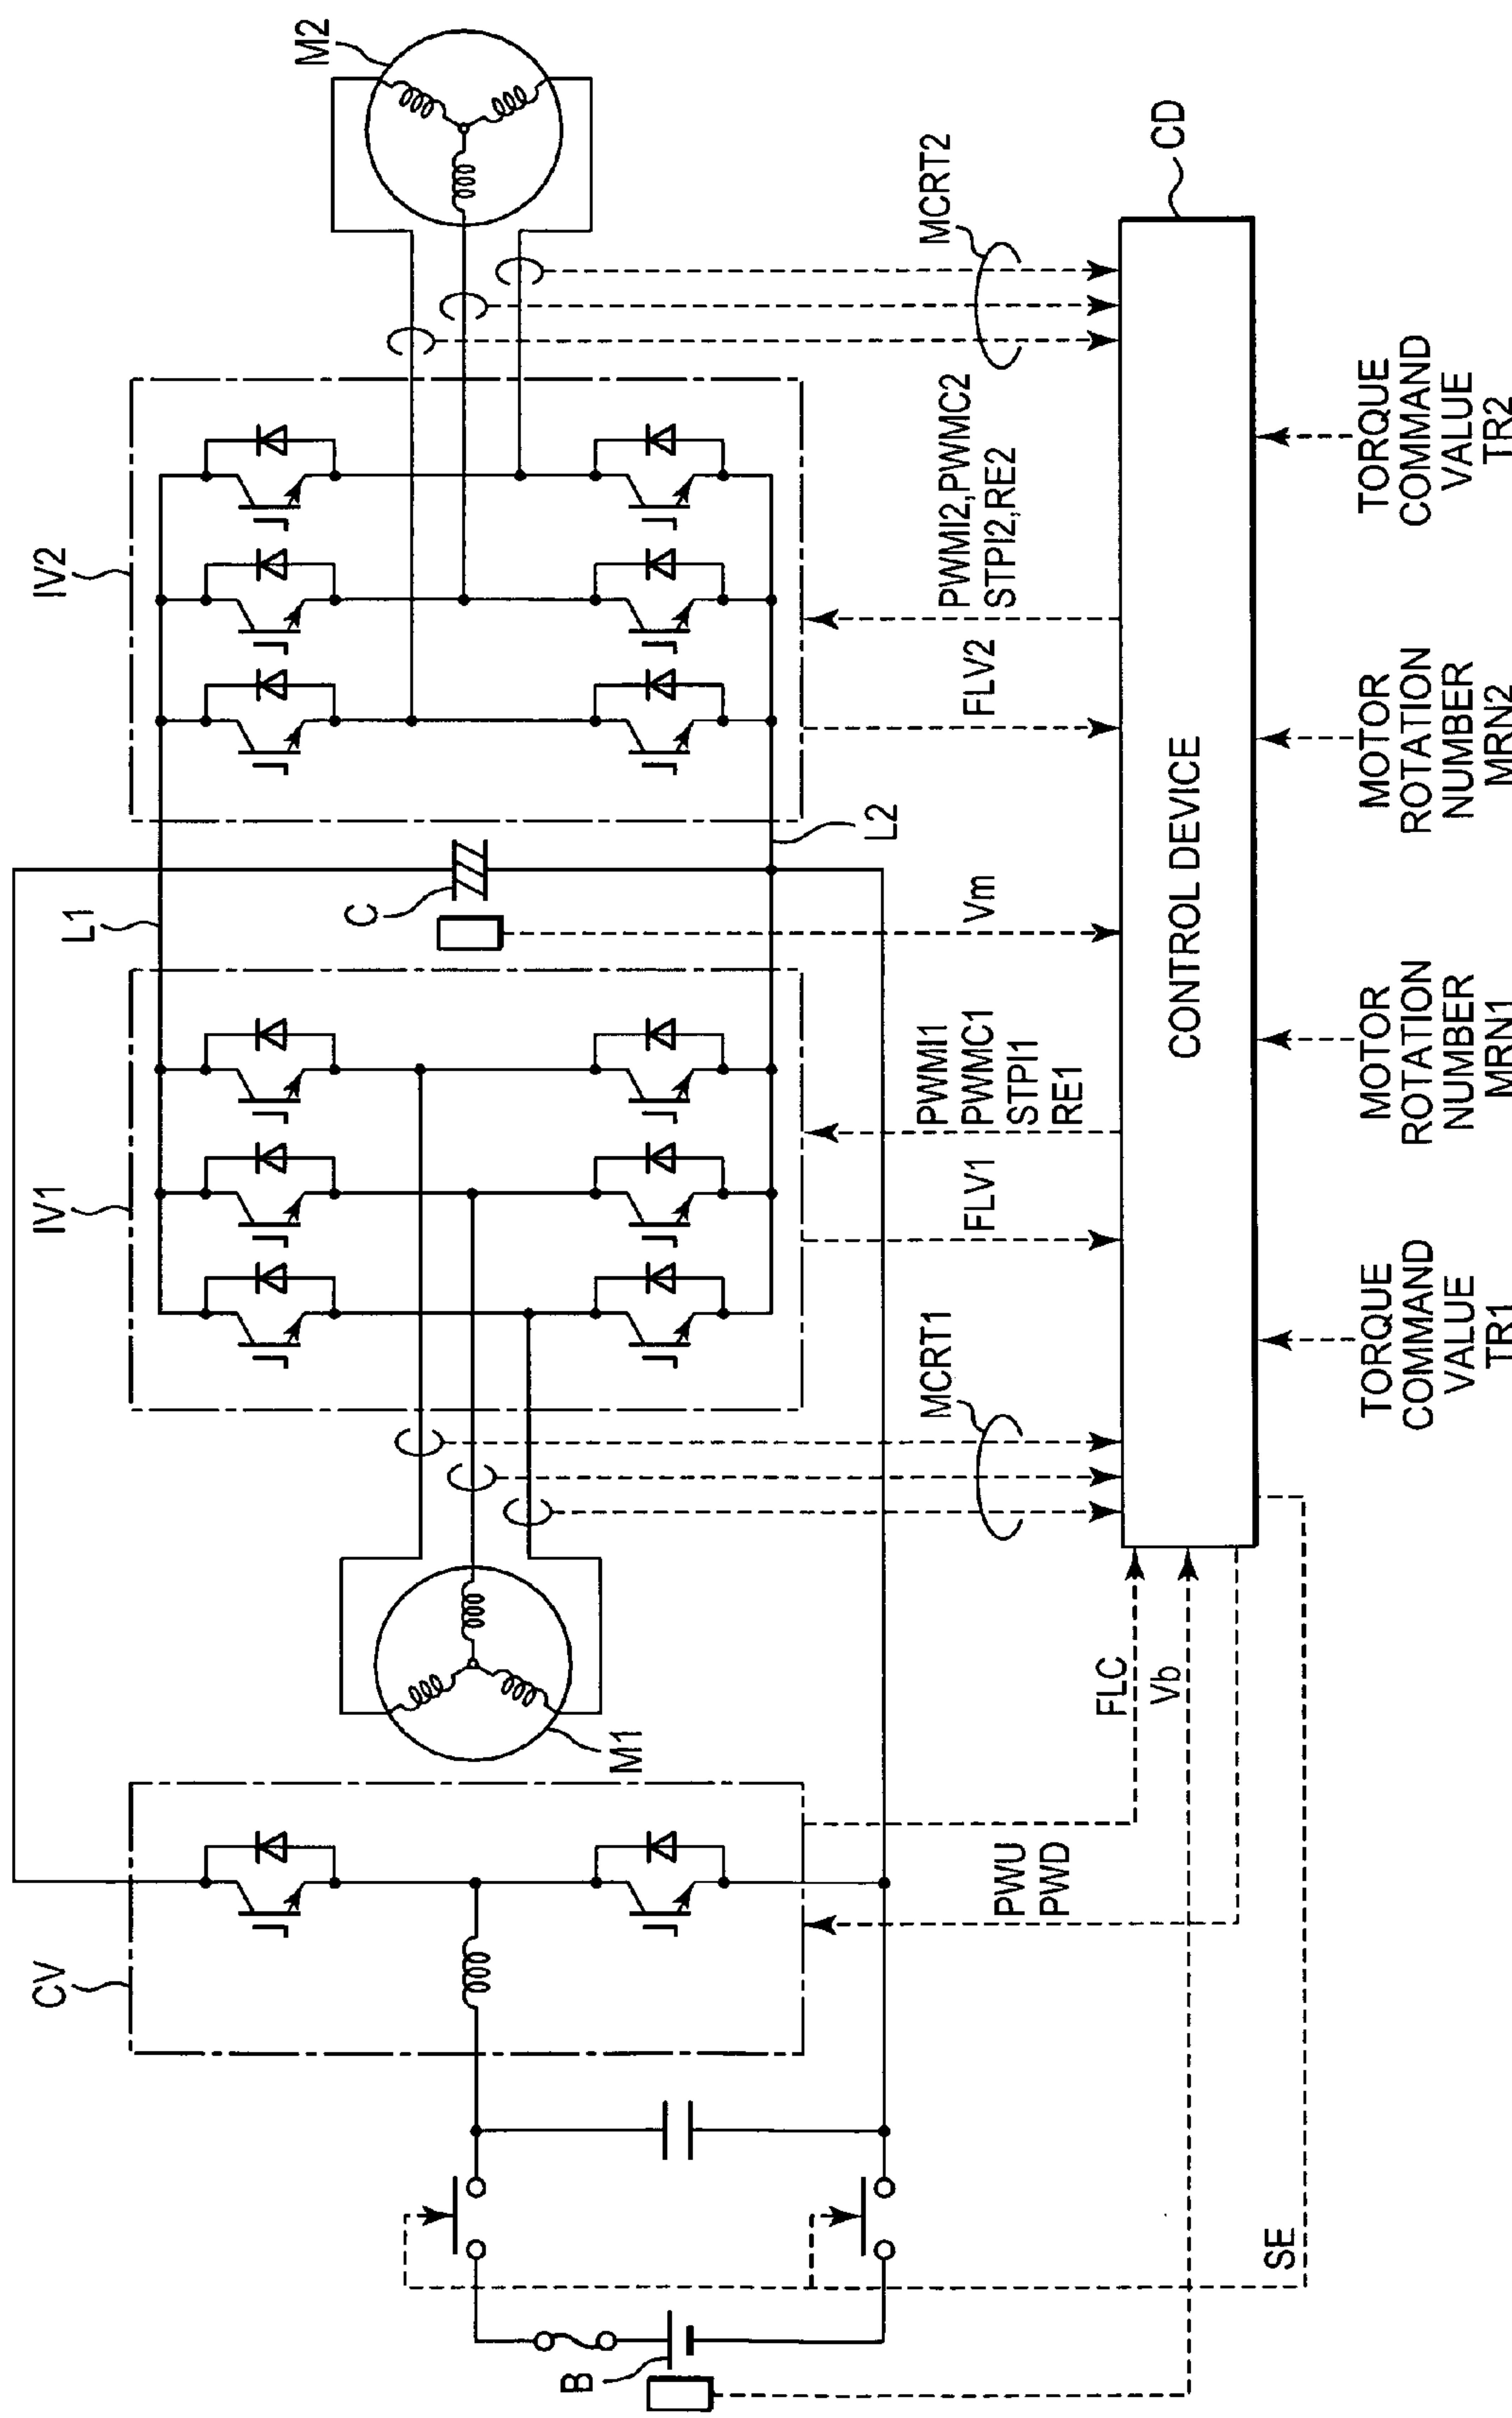 CV
IV1
L1
IV2
M2
M1
C
L2
B
PWU
PWD
FLC
Vb
SE
MCRT1
FLV1
PWMI1
PWMC1
STPI1
RE1
Vm
FLV2
PWMI2,PWMC2
STPI2,RE2
MCRT2
CD
CONTROL DEVICE
TORQUE
COMMAND
VALUE
TR1
MOTOR
ROTATION
NUMBER
MRN1
MOTOR
ROTATION
NUMBER
MRN2
TORQUE
COMMAND
VALUE
TR2